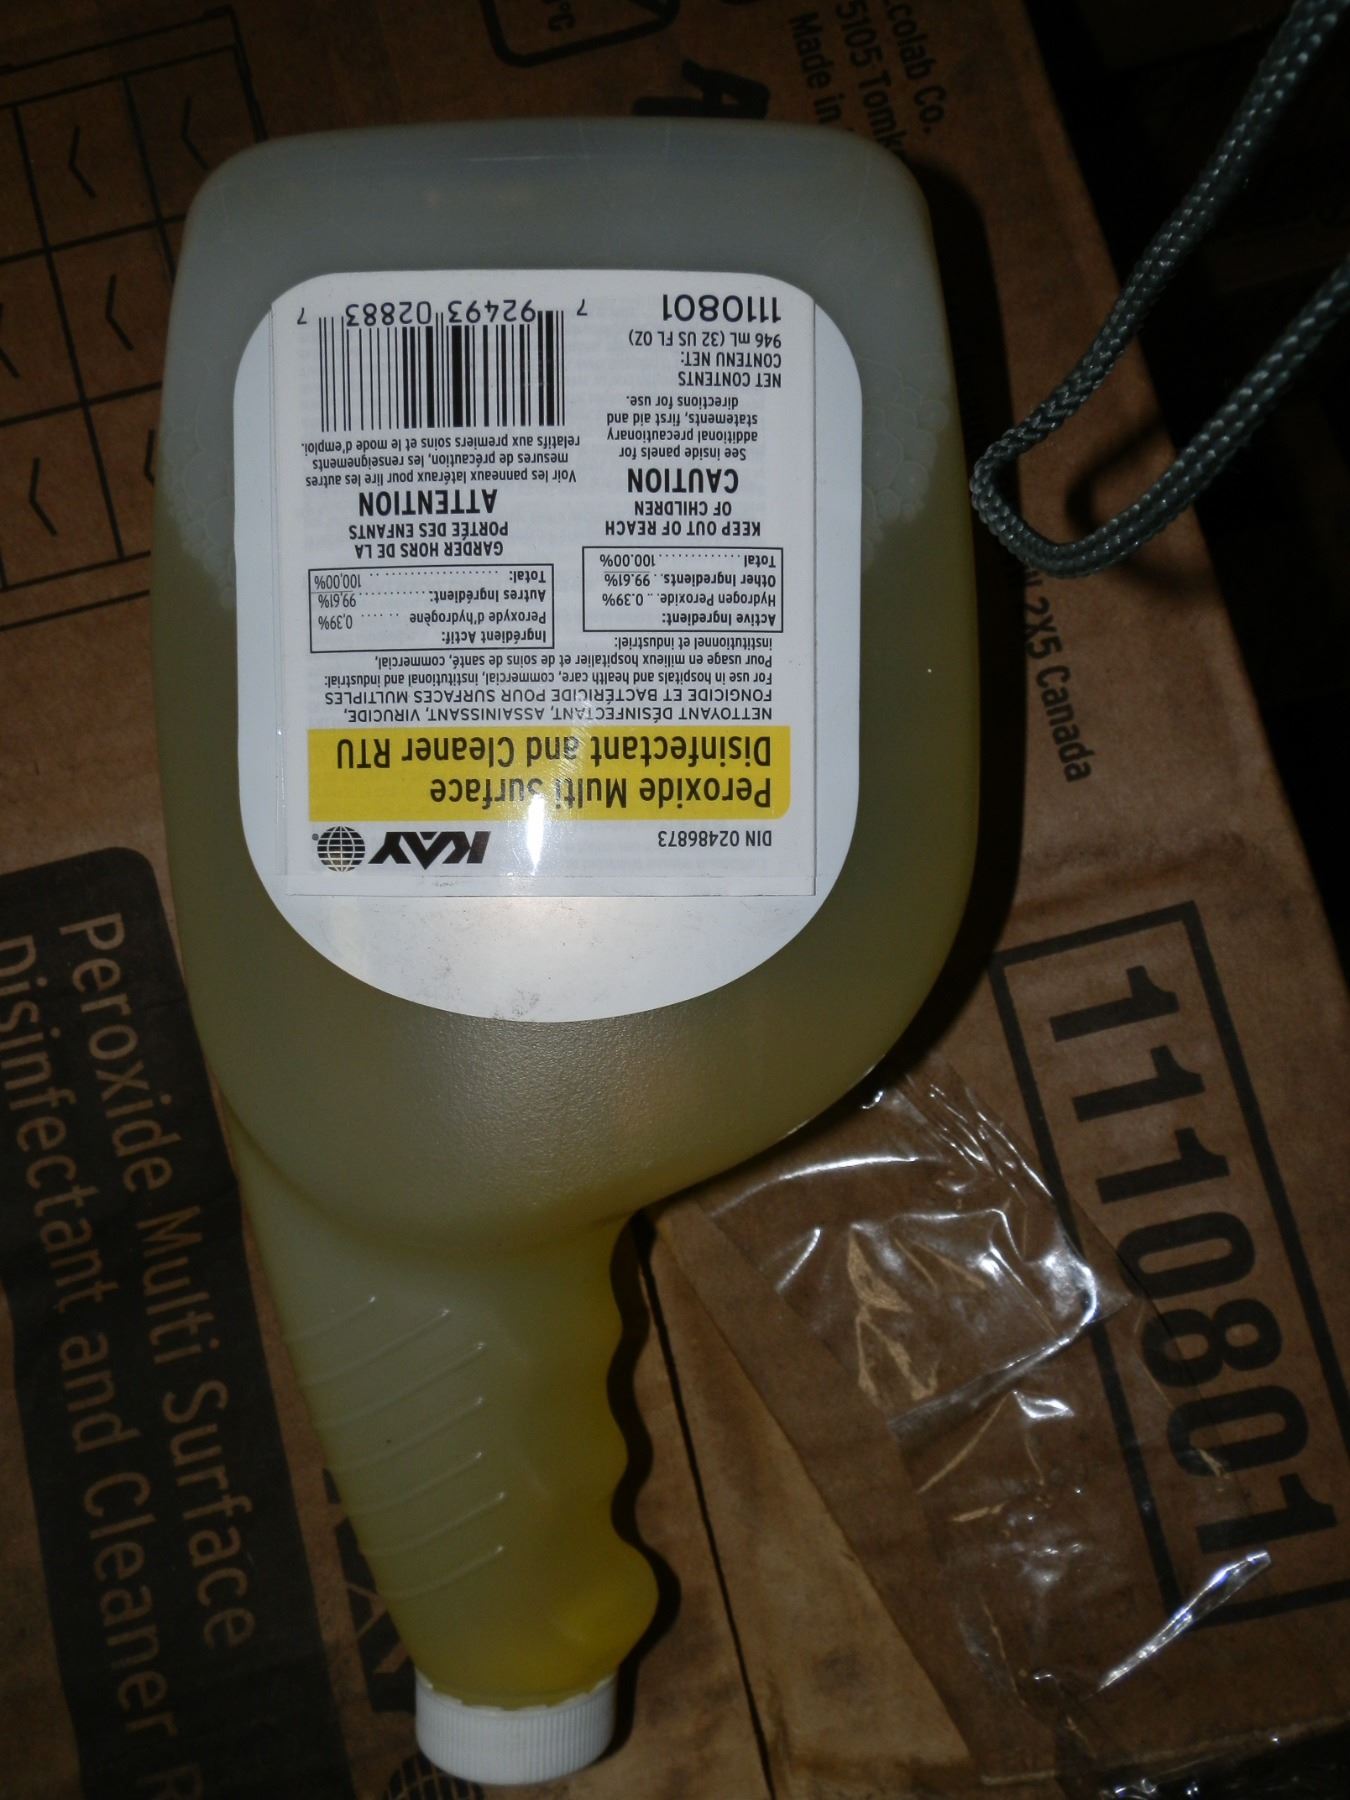 DIN 02486873
KAY
Peroxide Multi Surface
Disinfectant and Cleaner RTU
NETTOYANT DÉSINFECTANT, ASSAINISSANT, VIRUCIDE,
FONGICIDE ET BACTÉRICIDE POUR SURFACES MULTIPLES
For use in hospitals and health care, commercial, institutional and industrial:
Pour usage en milieux hospitalier et de soins de santé, commercial,
institutionnel et industriel:
Active Ingredient:
Hydrogen Peroxide. .. 0.39%
Other Ingredients. . 99.61%
Total ............. 100.00%
KEEP OUT OF REACH
OF CHILDREN
CAUTION
See inside panels for
additional precautionary
statements, first aid and
directions for use.
NET CONTENTS
CONTENU NET:
946 mL (32 US FL OZ)
1110801
Ingrédient Actif:
Peroxyde d'hydrogène ...... 0,39%
Autres Ingrédient:.......... 99,61%
Total: .................. 100,00%
GARDER HORS DE LA
PORTÉE DES ENFANTS
ATTENTION
Voir les panneaux latéraux pour lire les autres
mesures de précaution, les renseignements
relatifs aux premiers soins et le mode d'emploi.
7 92493 02883 7
colab Co.
5105
Made in
2X5 Canada
1110801
Peroxide Multi Surface
Disinfectant and Cleaner R
°C